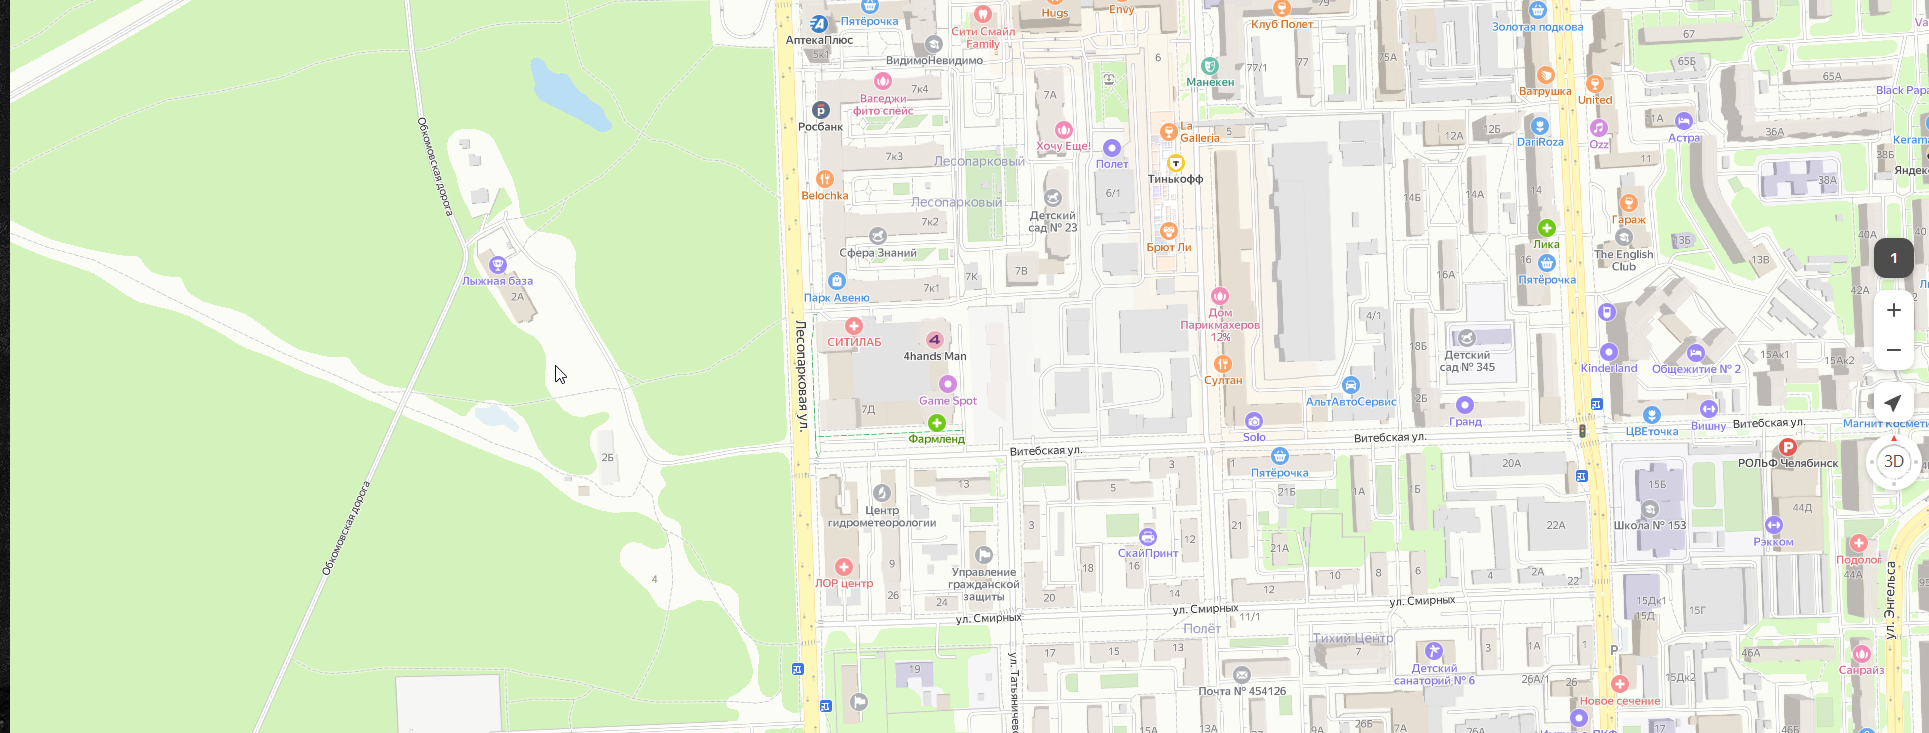 Пятёрочка
АптекаПлюс
5к1
ВидимоНевидимо
Сити Смайл
Family
Hugs
Envy
6
Клуб Полет
79
Золотая подкова
67
Манекен
77/1
77
75А
65Б
65А
Ватрушка
United
Black Papa
Вагеджи-
фито спейс
7к4
7А
Росбанк
Хочу Еще!
Полет
La
Galleria
5
Тинькофф
12А
12Б
DariRoza
Ozz
11
Астра
36А
38Б
38А
Яндекс
7к3
Лесопарковый
Лесопарковый
Belochka
7к2
Детский
сад № 23
6/1
Брют Ли
14Б
14А
14
Лика
Гараж
The English
Club
13Б
13В
40А
42А
Обкомовская дорога
Лыжная база
2А
Сфера Знаний
7К
7В
7к1
Парк Авеню
16А
16
Пятёрочка
1
Лесопарковая ул.
СИТИЛАБ
4hands Man
Game Spot
7Д
Фармленд
Дом
Парикмахеров
12%
Султан
4/1
18Б
Детский
сад № 345
АльтАвтоСервис
Гранд
Solo
Kinderland
Общежитие № 2
15Ак1
15Ак2
ЦВЕточка
Вишну
Витебская ул.
Магнит Космети
Витебская ул.
Витебская ул.
РОЛЬФ Челябинск
3D
2Б
Обкомовская дорога
4
13
Центр
гидрометеорологии
ЛОР центр
9
26
24
Управление
гражданской
защиты
ул. Смирных
3
5
3
18
16
12
СкайПринт
20
14
ул. Смирных
1
Пятёрочка
21Б
21
21А
1А
1Б
20А
22А
10
8
6
4
2А
22
12
ул. Смирных
15Б
Школа № 153
44Д
Рэкком
Подолог
44А
ул. Энгельса
15Дк1
15Д
15Г
15Дк2
46А
Санрайз
Полёт
11/1
Тихий Центр
7
17
15
13
Детский
санаторий № 6
3
1А
1
26А/1
26
Новое сечение
19
ул. Татьяничево
Почта № 454126
15А
13А
26Б
7А
26А
17